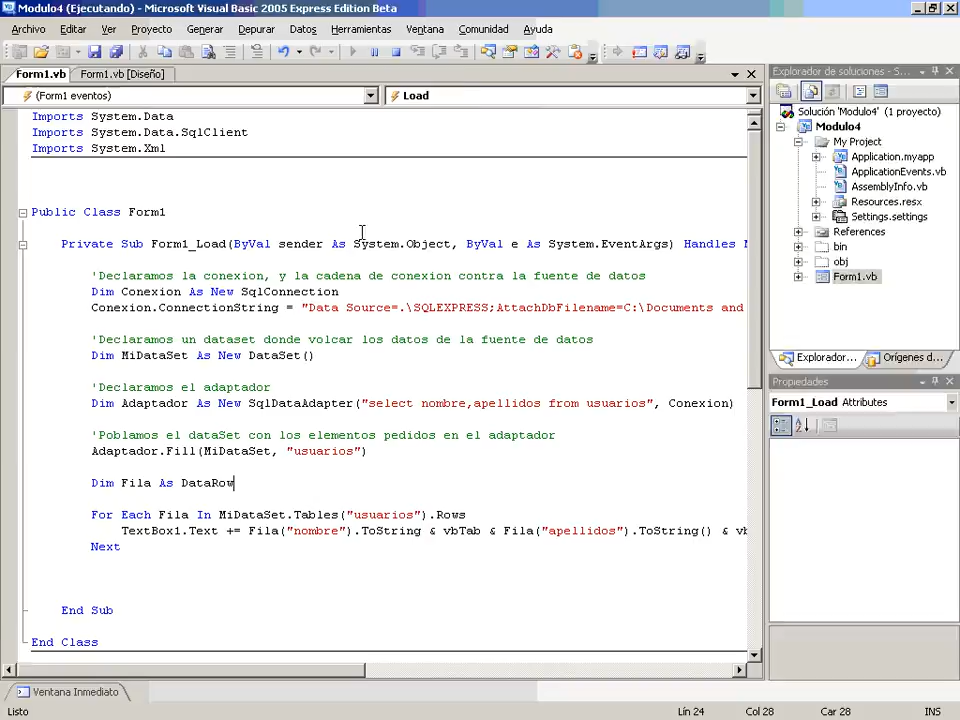 Modulo4 (Ejecutando) - Microsoft Visual Basic 2005 Express Edition Beta
Archivo Editar Ver Proyecto Generar Depurar Datos Herramientas Ventana Comunidad Ayuda
Form1.vb Form1.vb [Diseño]
(Form1 eventos) Load
Imports System.Data
Imports System.Data.SqlClient
Imports System.Xml
Public Class Form1
Private Sub Form1_Load(ByVal sender As System.Object, ByVal e As System.EventArgs) Handles
'Declaramos la conexion, y la cadena de conexion contra la fuente de datos
Dim Conexion As New SqlConnection
Conexion.ConnectionString = "Data Source=.\SQLEXPRESS;AttachDbFilename=C:\Documents and
'Declaramos un dataset donde volcar los datos de la fuente de datos
Dim MiDataSet As New DataSet()
'Declaramos el adaptador
Dim Adaptador As New SqlDataAdapter("select nombre,apellidos from usuarios", Conexion)
'Poblamos el dataSet con los elementos pedidos en el adaptador
Adaptador.Fill(MiDataSet, "usuarios")
Dim Fila As DataRow
For Each Fila In MiDataSet.Tables("usuarios").Rows
TextBox1.Text += Fila("nombre").ToString & vbTab & Fila("apellidos").ToString() &
Next
End Sub
End Class
Explorador de soluciones - S...
Solución 'Modulo4' (1 proyecto)
Modulo4
My Project
Application.myapp
ApplicationEvents.vb
AssemblyInfo.vb
Resources.resx
Settings.settings
References
bin
obj
Form1.vb
Explorador... Orígenes d...
Propiedades
Form1_Load Attributes
Ventana Inmediato
Listo Lín 24 Col 28 Car 28 INS